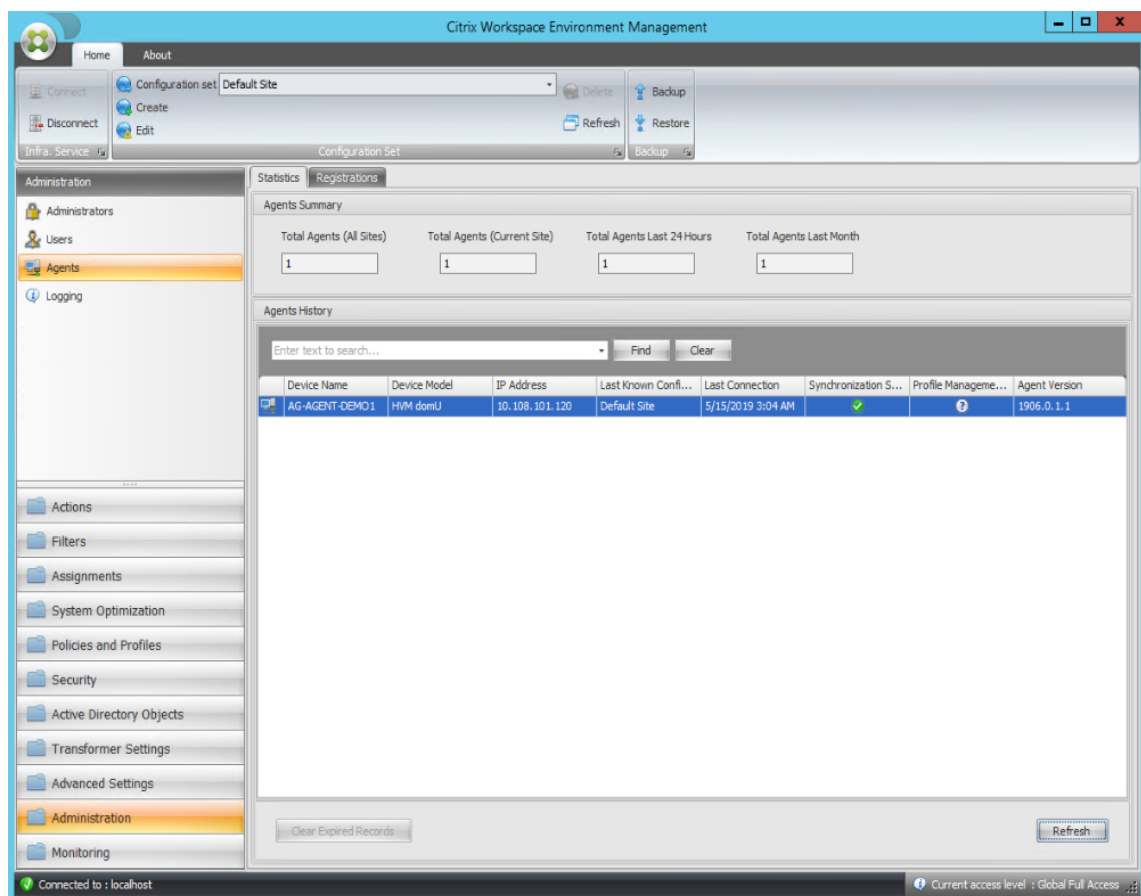 Citrix Workspace Environment Management
Home About
Connect
Disconnect
Infra. Service
Configuration set Default Site
Create
Edit
Delete
Refresh
Configuration Set
Backup
Restore
Backup
Administration
Administrators
Users
Agents
Logging
Actions
Filters
Assignments
System Optimization
Policies and Profiles
Security
Active Directory Objects
Transformer Settings
Advanced Settings
Administration
Monitoring
Statistics Registrations
Agents Summary
Total Agents (All Sites) Total Agents (Current Site) Total Agents Last 24 Hours Total Agents Last Month
1 1 1 1
Agents History
Enter text to search... Find Clear
Device Name Device Model IP Address Last Known Confi... Last Connection Synchronization S... Profile Manageme... Agent Version
AG-AGENT-DEMO1 HVM domU 10.108.101.120 Default Site 5/15/2019 3:04 AM 1906.0.1.1
Clear Expired Records Refresh
Connected to : localhost Current access level : Global Full Access